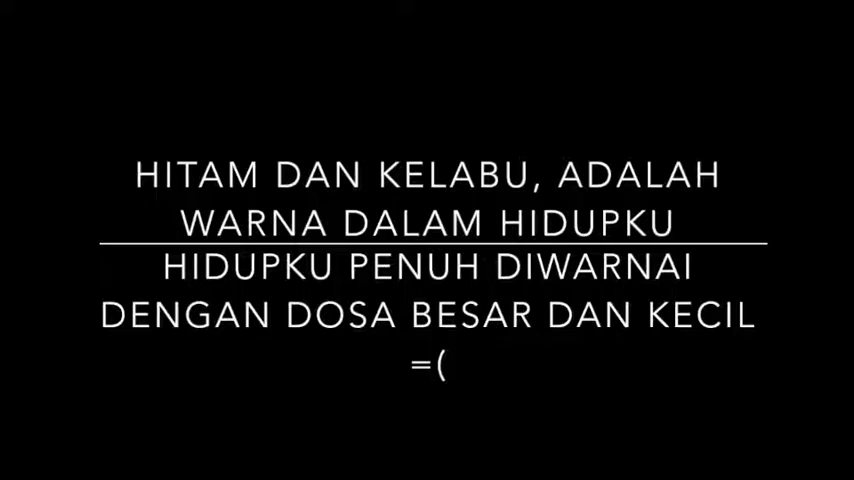 HITAM DAN KELABU, ADALAH
WARNA DALAM HIDUPKU
HIDUPKU PENUH DIWARNAI
DENGAN DOSA BESAR DAN KECIL
=(